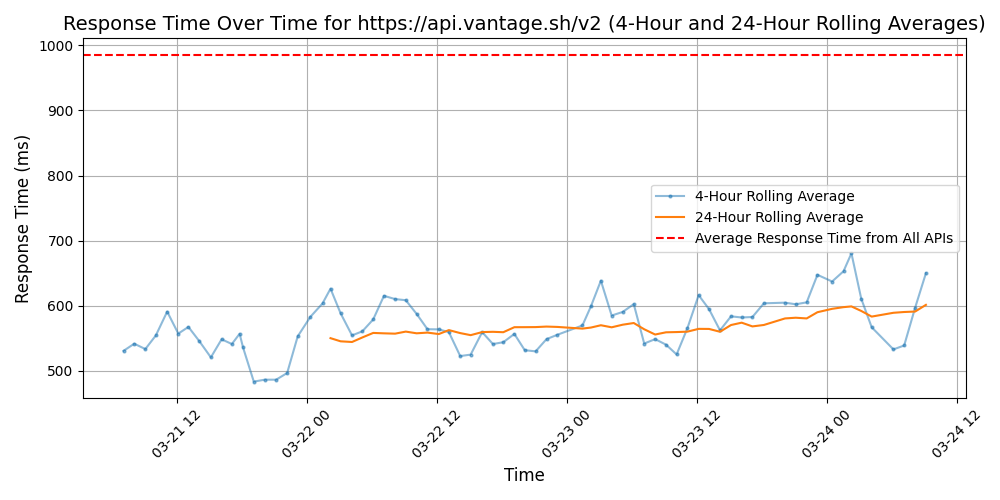 Response Time Over Time for https://api.vantage.sh/v2 (4-Hour and 24-Hour Rolling Averages)
1000
900
800
700
600
500
Response Time (ms)
4-Hour Rolling Average
24-Hour Rolling Average
Average Response Time from All APIs
03-21 12
03-22 00
03-22 12
03-23 00
03-23 12
03-24 00
03-24 12
Time